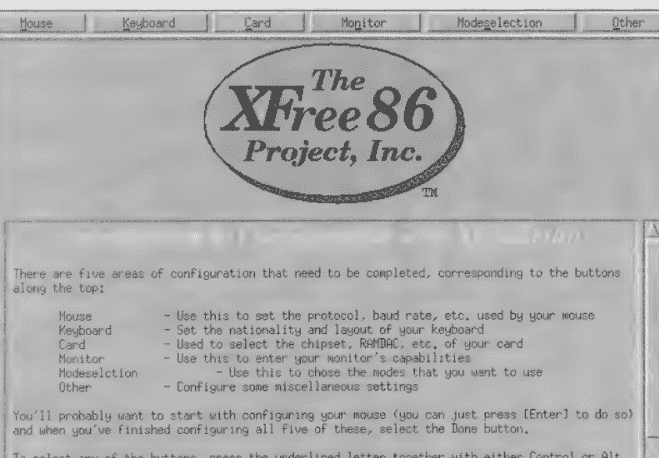 Mouse Keyboard Card Monitor Modeselection Other
The
XFree86
Project, Inc.
TM
There are five areas of configuration that need to be completed, corresponding to the buttons
along the top:
Mouse - Use this to set the protocol, baud rate, etc. used by your mouse
Keyboard - Set the nationality and layout of your keyboard
Card - Used to select the chipset, RAMDAC, etc. of your card
Monitor - Use this to enter your monitor's capabilities
Modeselction - Use this to chose the modes that you want to use
Other - Configure some miscellaneous settings
You'll probably want to start with configuring your mouse (you can just press [Enter] to do so)
and when you've finished configuring all five of these, select the Done button.
To select any of the buttons, press the underlined letter together with either Control or Alt.